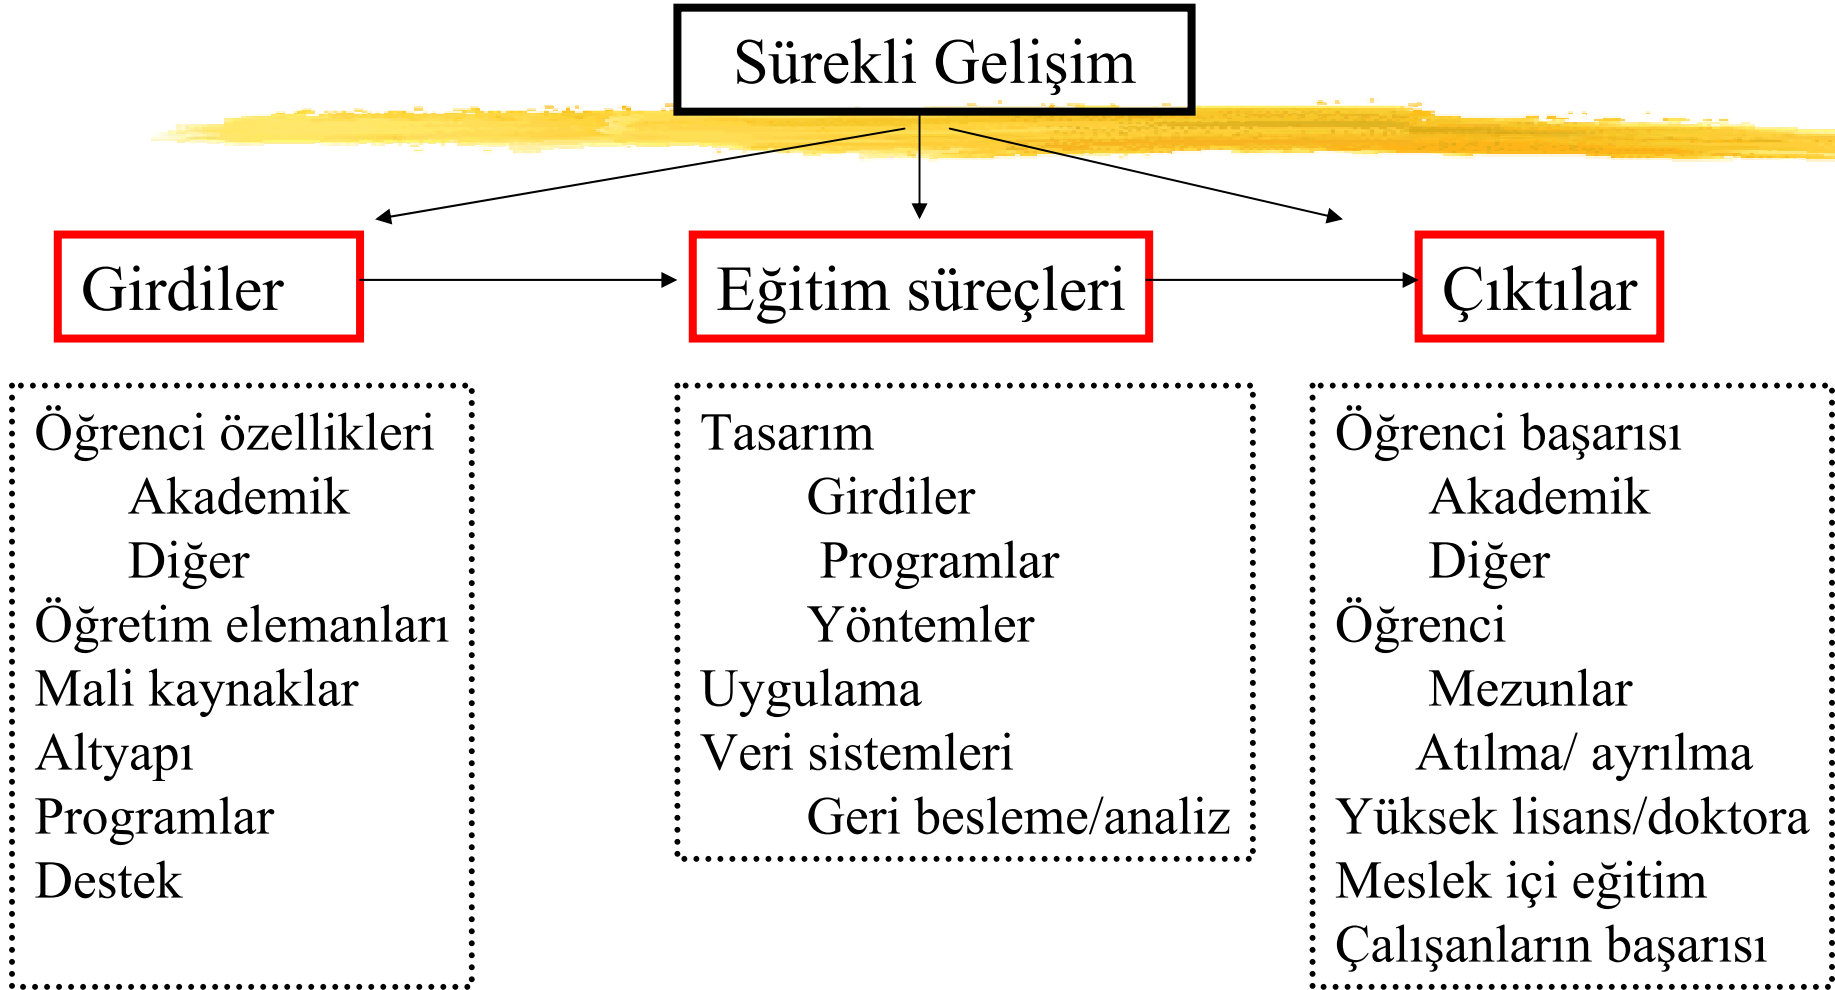 Sürekli Gelişim
Girdiler
Eğitim süreçleri
Çıktılar
Öğrenci özellikleri
Akademik
Diğer
Öğretim elemanları
Mali kaynaklar
Altyapı
Programlar
Destek
Tasarım
Girdiler
Programlar
Yöntemler
Uygulama
Veri sistemleri
Geri besleme/analiz
Öğrenci başarısı
Akademik
Diğer
Öğrenci
Mezunlar
Atılma/ ayrılma
Yüksek lisans/doktora
Meslek içi eğitim
Çalışanların başarısı